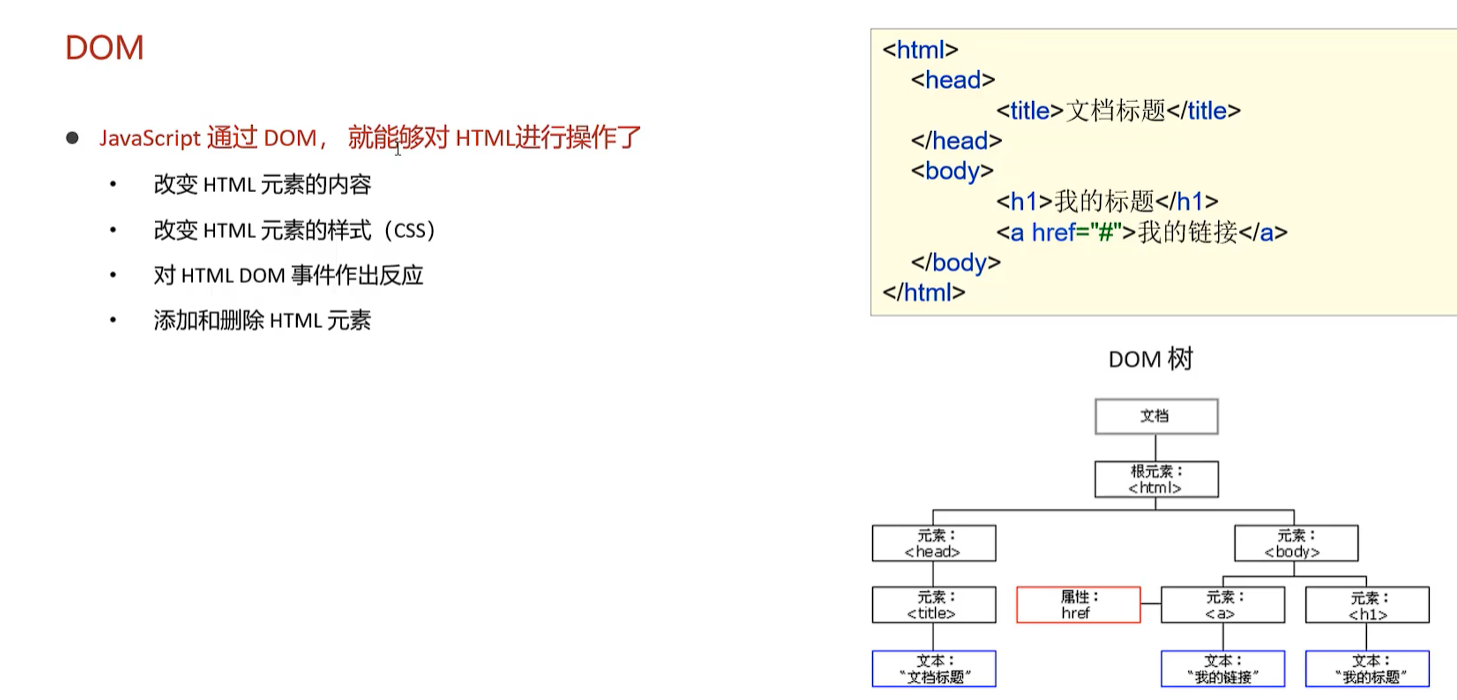 DOM
JavaScript 通过 DOM， 就能够对 HTML进行操作了
改变 HTML 元素的内容
改变 HTML 元素的样式（CSS）
对 HTML DOM 事件作出反应
添加和删除 HTML 元素
<html>
<head>
<title>文档标题</title>
</head>
<body>
<h1>我的标题</h1>
<a href="#">我的链接</a>
</body>
</html>
DOM 树
文档
根元素：
<html>
元素：
<head>
元素：
<body>
元素：
<title>
属性：
href
元素：
<a>
元素：
<h1>
文本：
“文档标题”
文本：
“我的链接”
文本：
“我的标题”